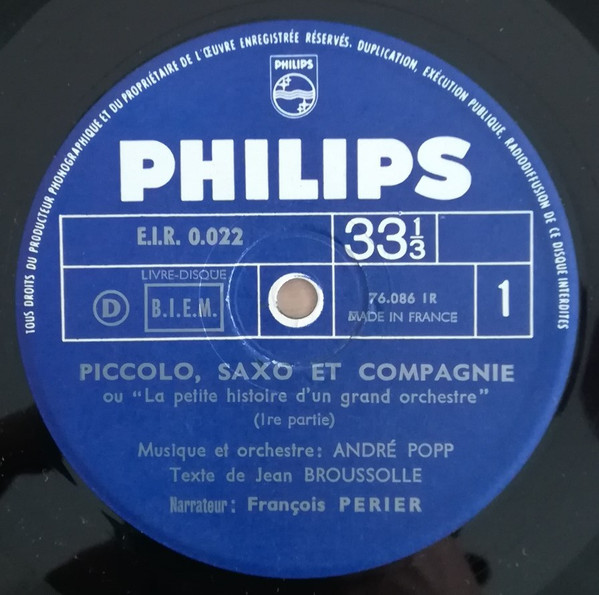 TOUS DROITS DU PRODUCTEUR PHONOGRAPHIQUE ET DU PROPRIÉTAIRE DE L'ŒUVRE ENREGISTRÉE RÉSERVÉS. DUPLICATION, EXÉCUTION PUBLIQUE, RADIODIFFUSION DE CE DISQUE INTERDITES
PHILIPS
PHILIPS
E.I.R. 0.022
33 1/3
LIVRE-DISQUE
D B.I.E.M.
76.086 1R
MADE IN FRANCE
1
PICCOLO, SAXO ET COMPAGNIE
ou "La petite histoire d'un grand orchestre"
(1re partie)
Musique et orchestre: ANDRÉ POPP
Texte de Jean BROUSSOLLE
Narrateur: François PERIER